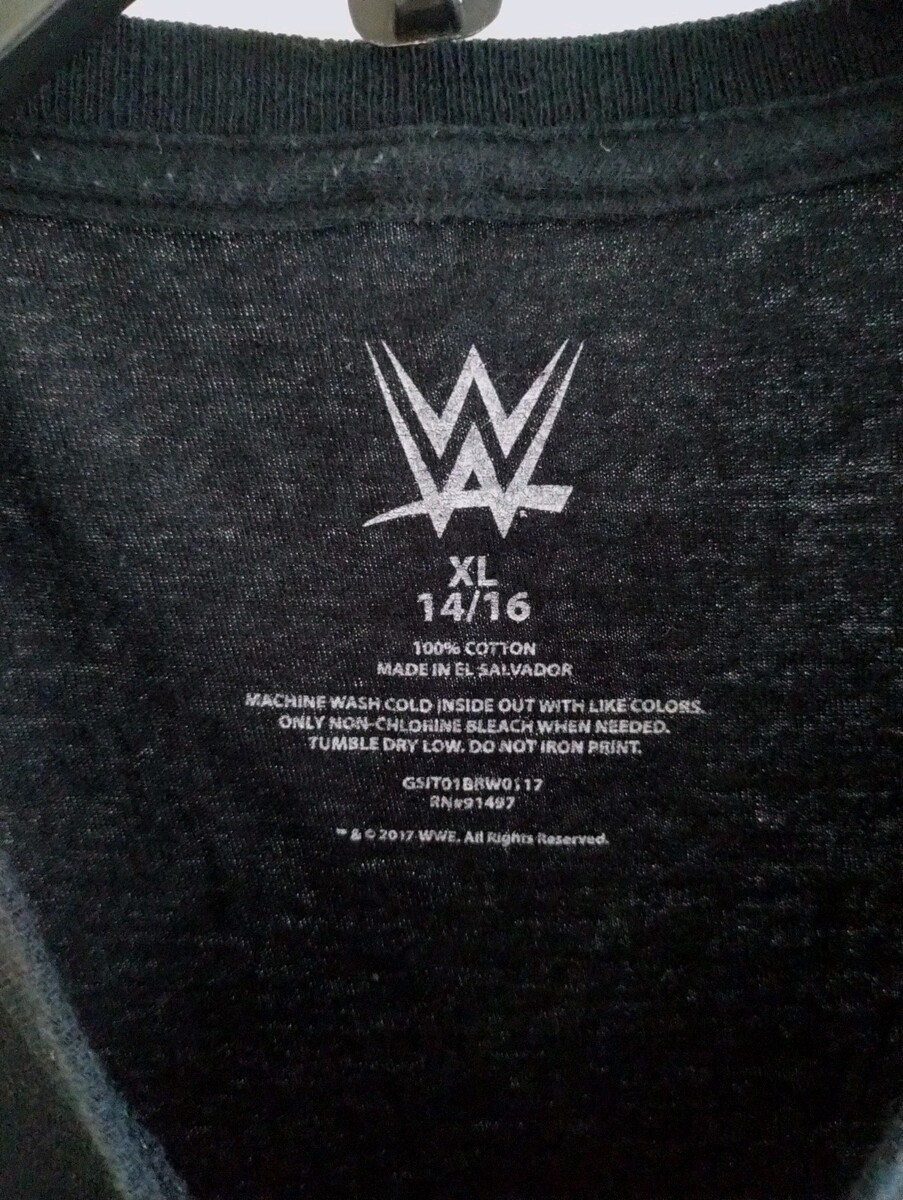 XL
14/16
100% COTTON
MADE IN EL SALVADOR
MACHINE WASH COLD INSIDE OUT WITH LIKE COLORS.
ONLY NON-CHLORINE BLEACH WHEN NEEDED.
TUMBLE DRY LOW. DO NOT IRON PRINT.
RN#91497
™ & © 2017 WWE. All Rights Reserved.